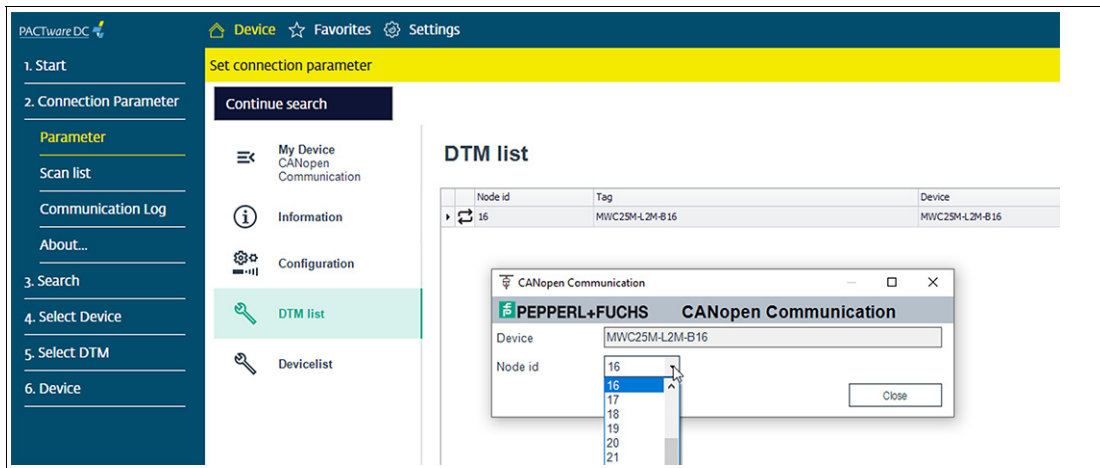 PACTware DC
Device Favorites Settings
1. Start
Set connection parameter
2. Connection Parameter
Continue search
Parameter
My Device
CANopen
Communication
DTM list
Scan list
Node id Tag Device
Communication Log
Information
16 MWC25M-L2M-B16 MWC25M-L2M-B16
About...
Configuration
3. Search
CANopen Communication
PEPPERL+FUCHS CANopen Communication
4. Select Device
DTM list
Device MWC25M-L2M-B16
5. Select DTM
Devicelist
Node id 16
6. Device
16
Close
17
18
19
20
21